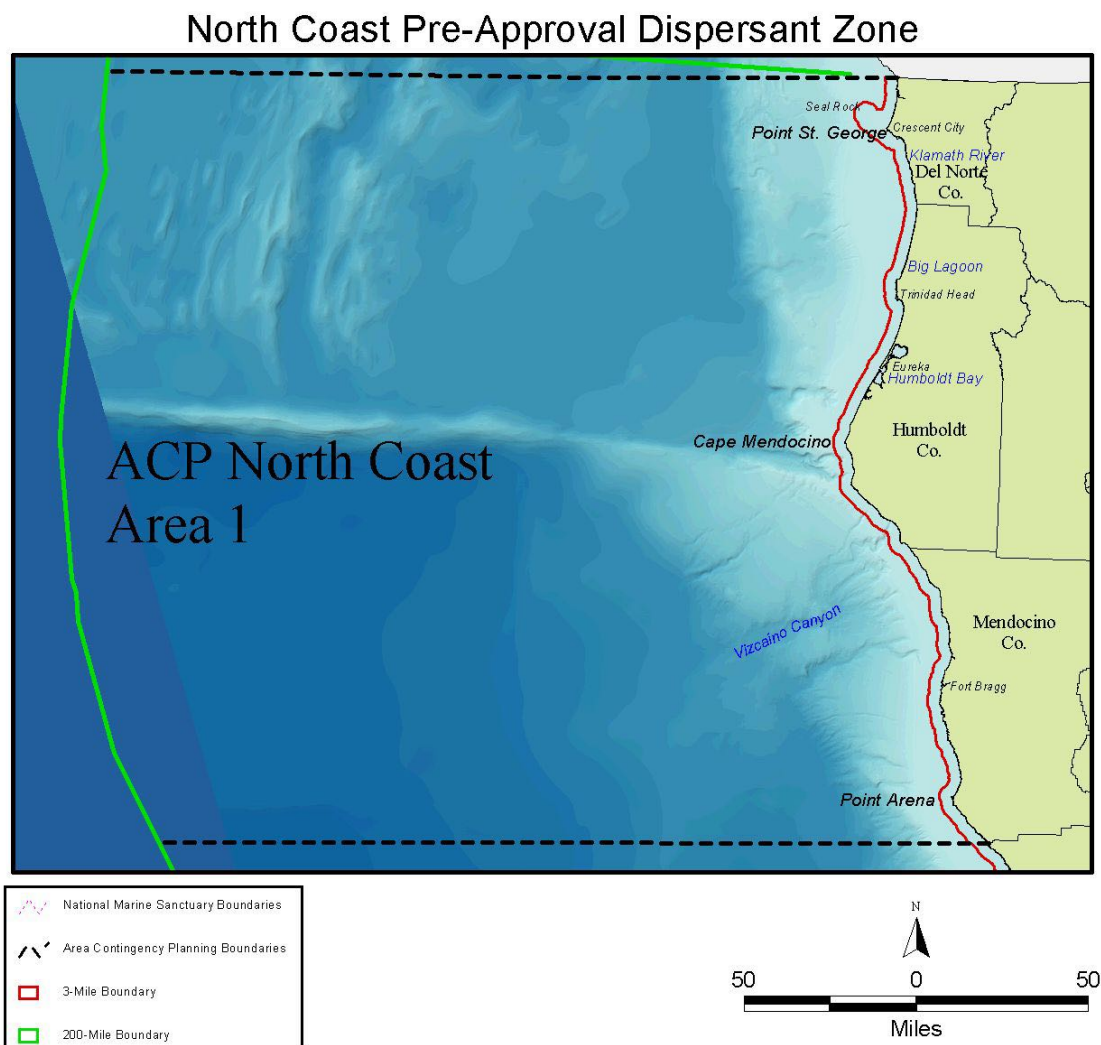 North Coast Pre-Approval Dispersant Zone
Seal Rock
Point St. George
Crescent City
Klamath River
Del Norte
Co.
Big Lagoon
Trinidad Head
Eureka
Humboldt Bay
Cape Mendocino
Humboldt
Co.
ACP North Coast
Area 1
Vizcaino Canyon
Mendocino
Co.
Fort Bragg
Point Arena
National Marine Sanctuary Boundaries
Area Contingency Planning Boundaries
3-Mile Boundary
200-Mile Boundary
N
50 0 50
Miles